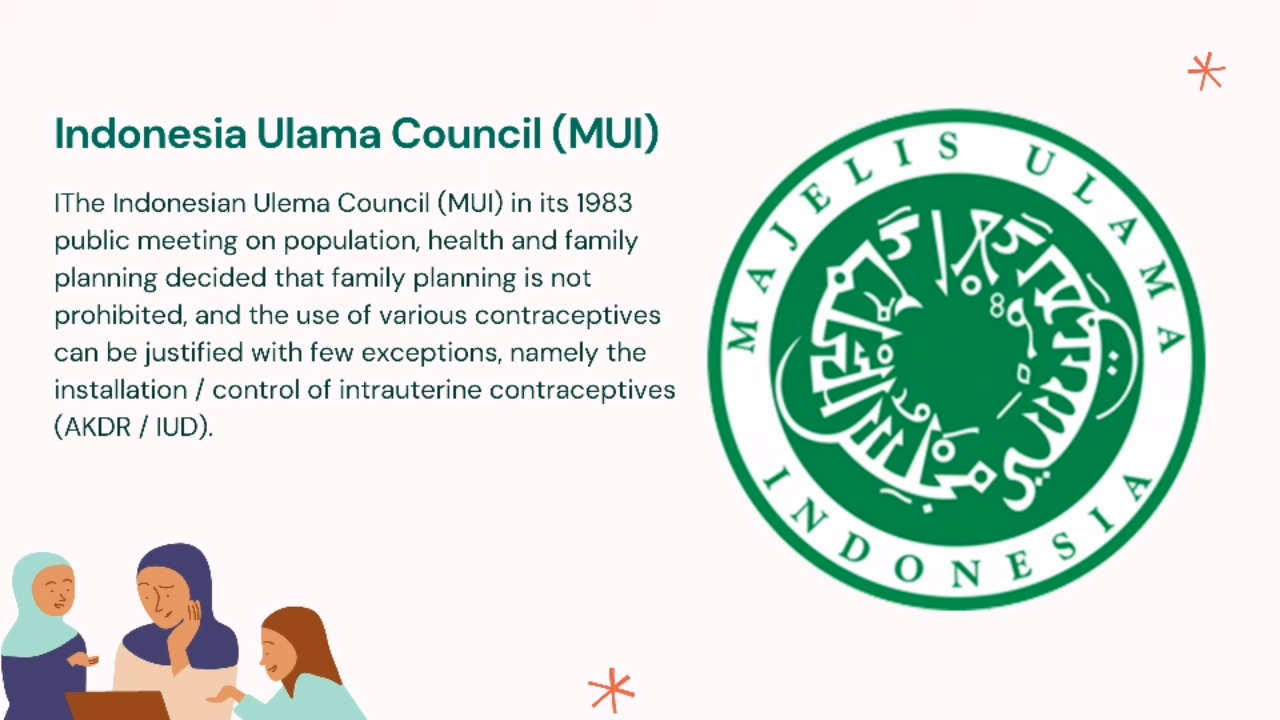 Indonesia Ulama Council (MUI)
IThe Indonesian Ulema Council (MUI) in its 1983
public meeting on population, health and family
planning decided that family planning is not
prohibited, and the use of various contraceptives
can be justified with few exceptions, namely the
installation / control of intrauterine contraceptives
(AKDR / IUD).
MAJELIS ULAMA
INDONESIA